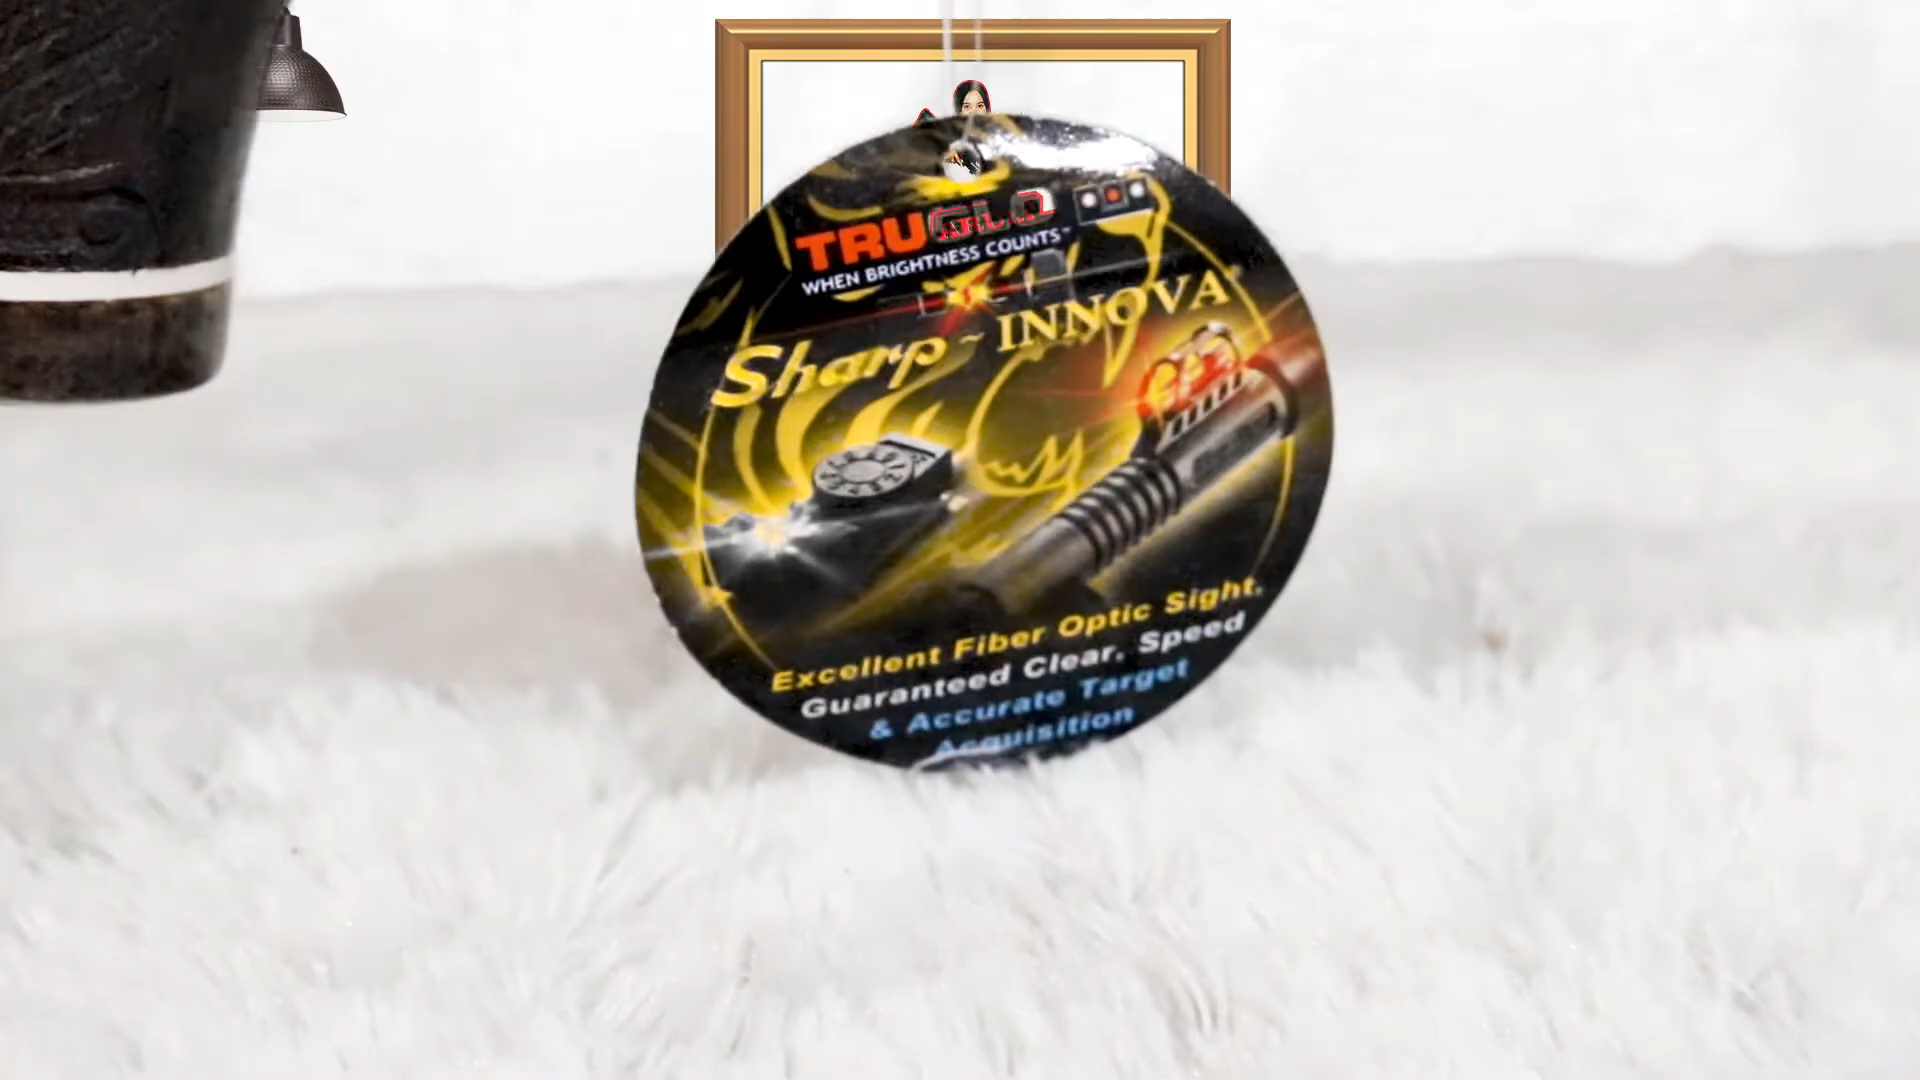 TRUGLO
WHEN BRIGHTNESS COUNTS™
Sharp ~ INNOVA
Excellent Fiber Optic Sight,
Guaranteed Clear, Speed
& Accurate Target
Acquisition